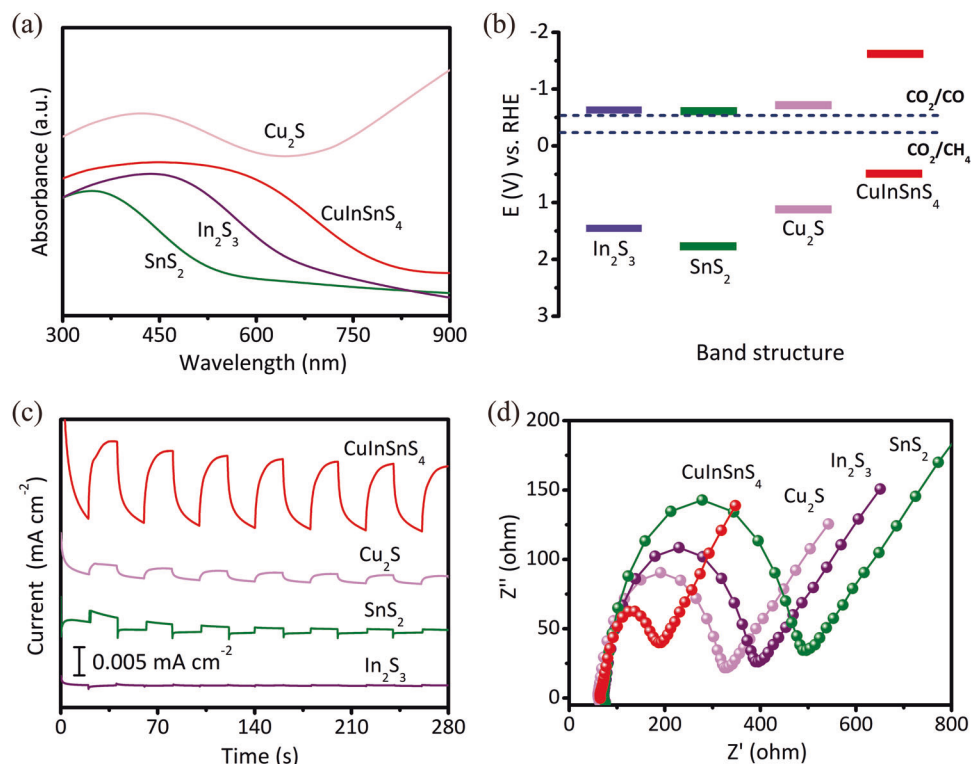 (a)
Absorbance (a.u.)
Cu₂S
CuInSnS₄
In₂S₃
SnS₂
300 450 600 750 900
Wavelength (nm)
(b)
E (V) vs. RHE
-2
-1
0
1
2
3
CO₂/CO
CO₂/CH₄
CuInSnS₄
Cu₂S
In₂S₃
SnS₂
Band structure
(c)
Current (mA cm⁻²)
CuInSnS₄
Cu₂S
SnS₂
0.005 mA cm⁻²
In₂S₃
0 70 140 210 280
Time (s)
(d)
Z'' (ohm)
200
150
100
50
0
SnS₂
In₂S₃
CuInSnS₄
Cu₂S
0 200 400 600 800
Z' (ohm)